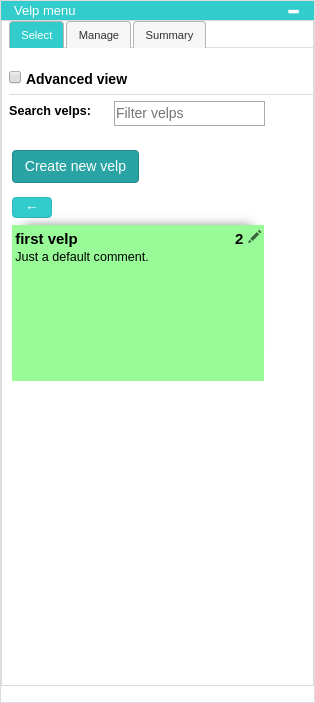 Velp menu
Select Manage Summary
Advanced view
Search velps: Filter velps
Create new velp
←
first velp 2
Just a default comment.